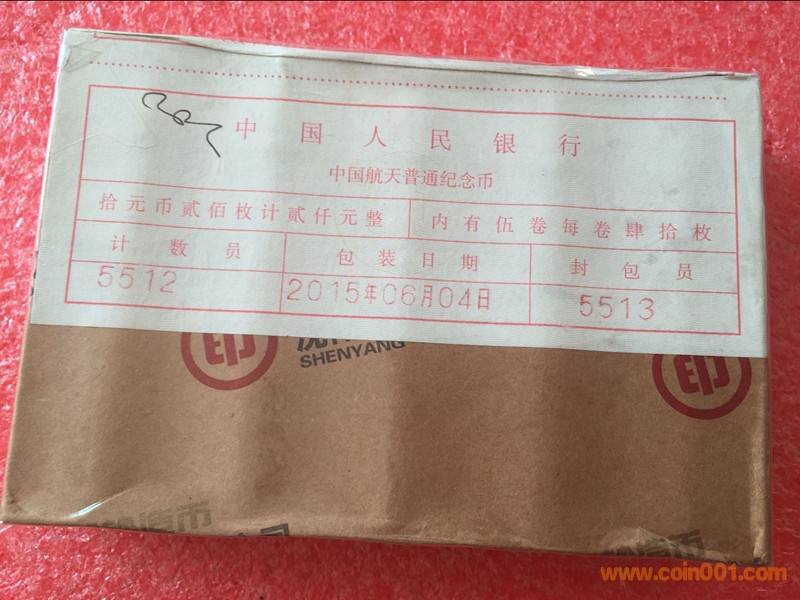 中国人民银行
中国航天普通纪念币
拾元币贰佰枚计贰仟元整 内有伍卷每卷肆拾枚
计数员 包装日期 封包员
5512 2015年06月04日 5513
印 SHENYANG 印
www.coin001.com